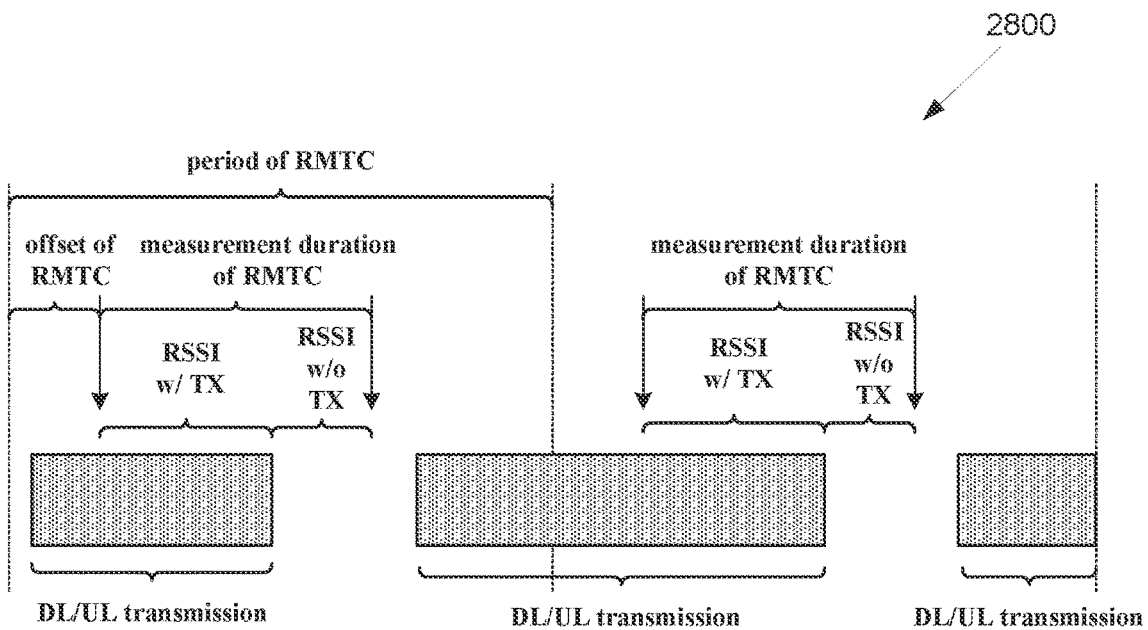 2800
period of RMTC
offset of
RMTC
measurement duration
of RMTC
measurement duration
of RMTC
RSSI
w/ TX
RSSI
w/o
TX
RSSI
w/ TX
RSSI
w/o
TX
DL/UL transmission
DL/UL transmission
DL/UL transmission